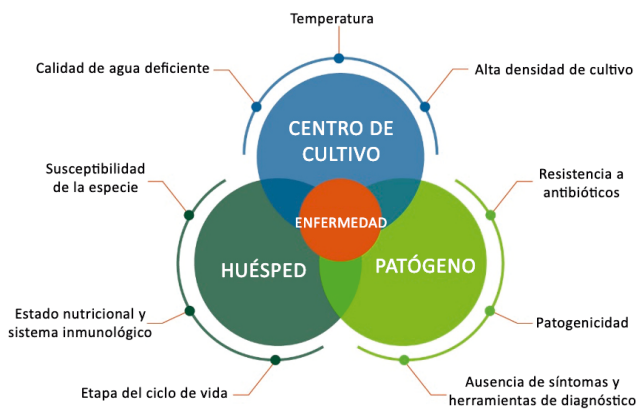 Temperatura
Calidad de agua deficiente
Alta densidad de cultivo
CENTRO DE
CULTIVO
Susceptibilidad
de la especie
Resistencia a
antibióticos
ENFERMEDAD
HUÉSPED
PATÓGENO
Estado nutricional y
sistema inmunológico
Patogenicidad
Etapa del ciclo de vida
Ausencia de síntomas y
herramientas de diagnóstico